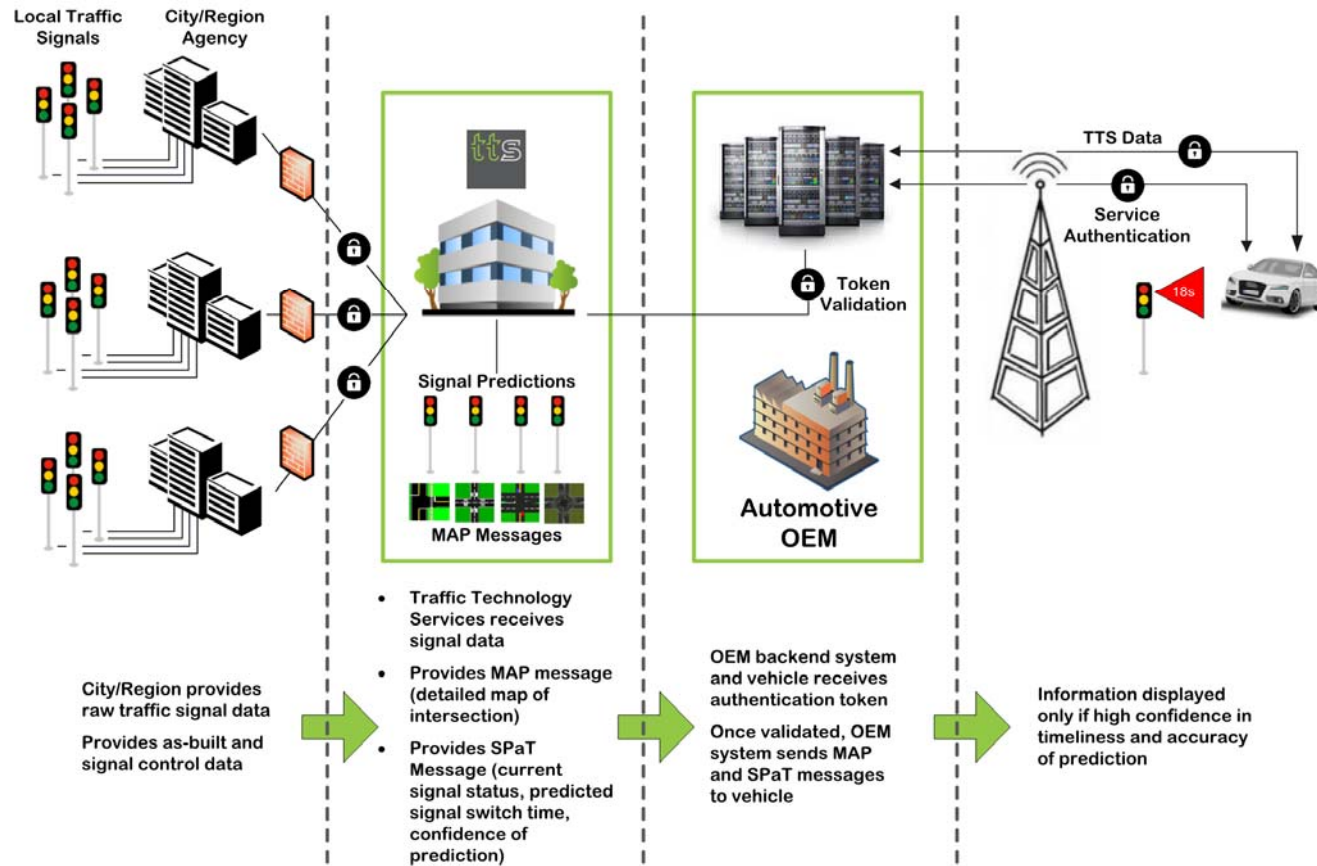 Local Traffic
Signals
City/Region
Agency
tts
Signal Predictions
MAP Messages
Token
Validation
Automotive
OEM
TTS Data
Service
Authentication
18s
City/Region provides
raw traffic signal data
Provides as-built and
signal control data
• Traffic Technology
Services receives
signal data
• Provides MAP message
(detailed map of
intersection)
• Provides SPaT
Message (current
signal status, predicted
signal switch time,
confidence of
prediction)
OEM backend system
and vehicle receives
authentication token
Once validated, OEM
system sends MAP
and SPaT messages
to vehicle
Information displayed
only if high confidence in
timeliness and accuracy
of prediction